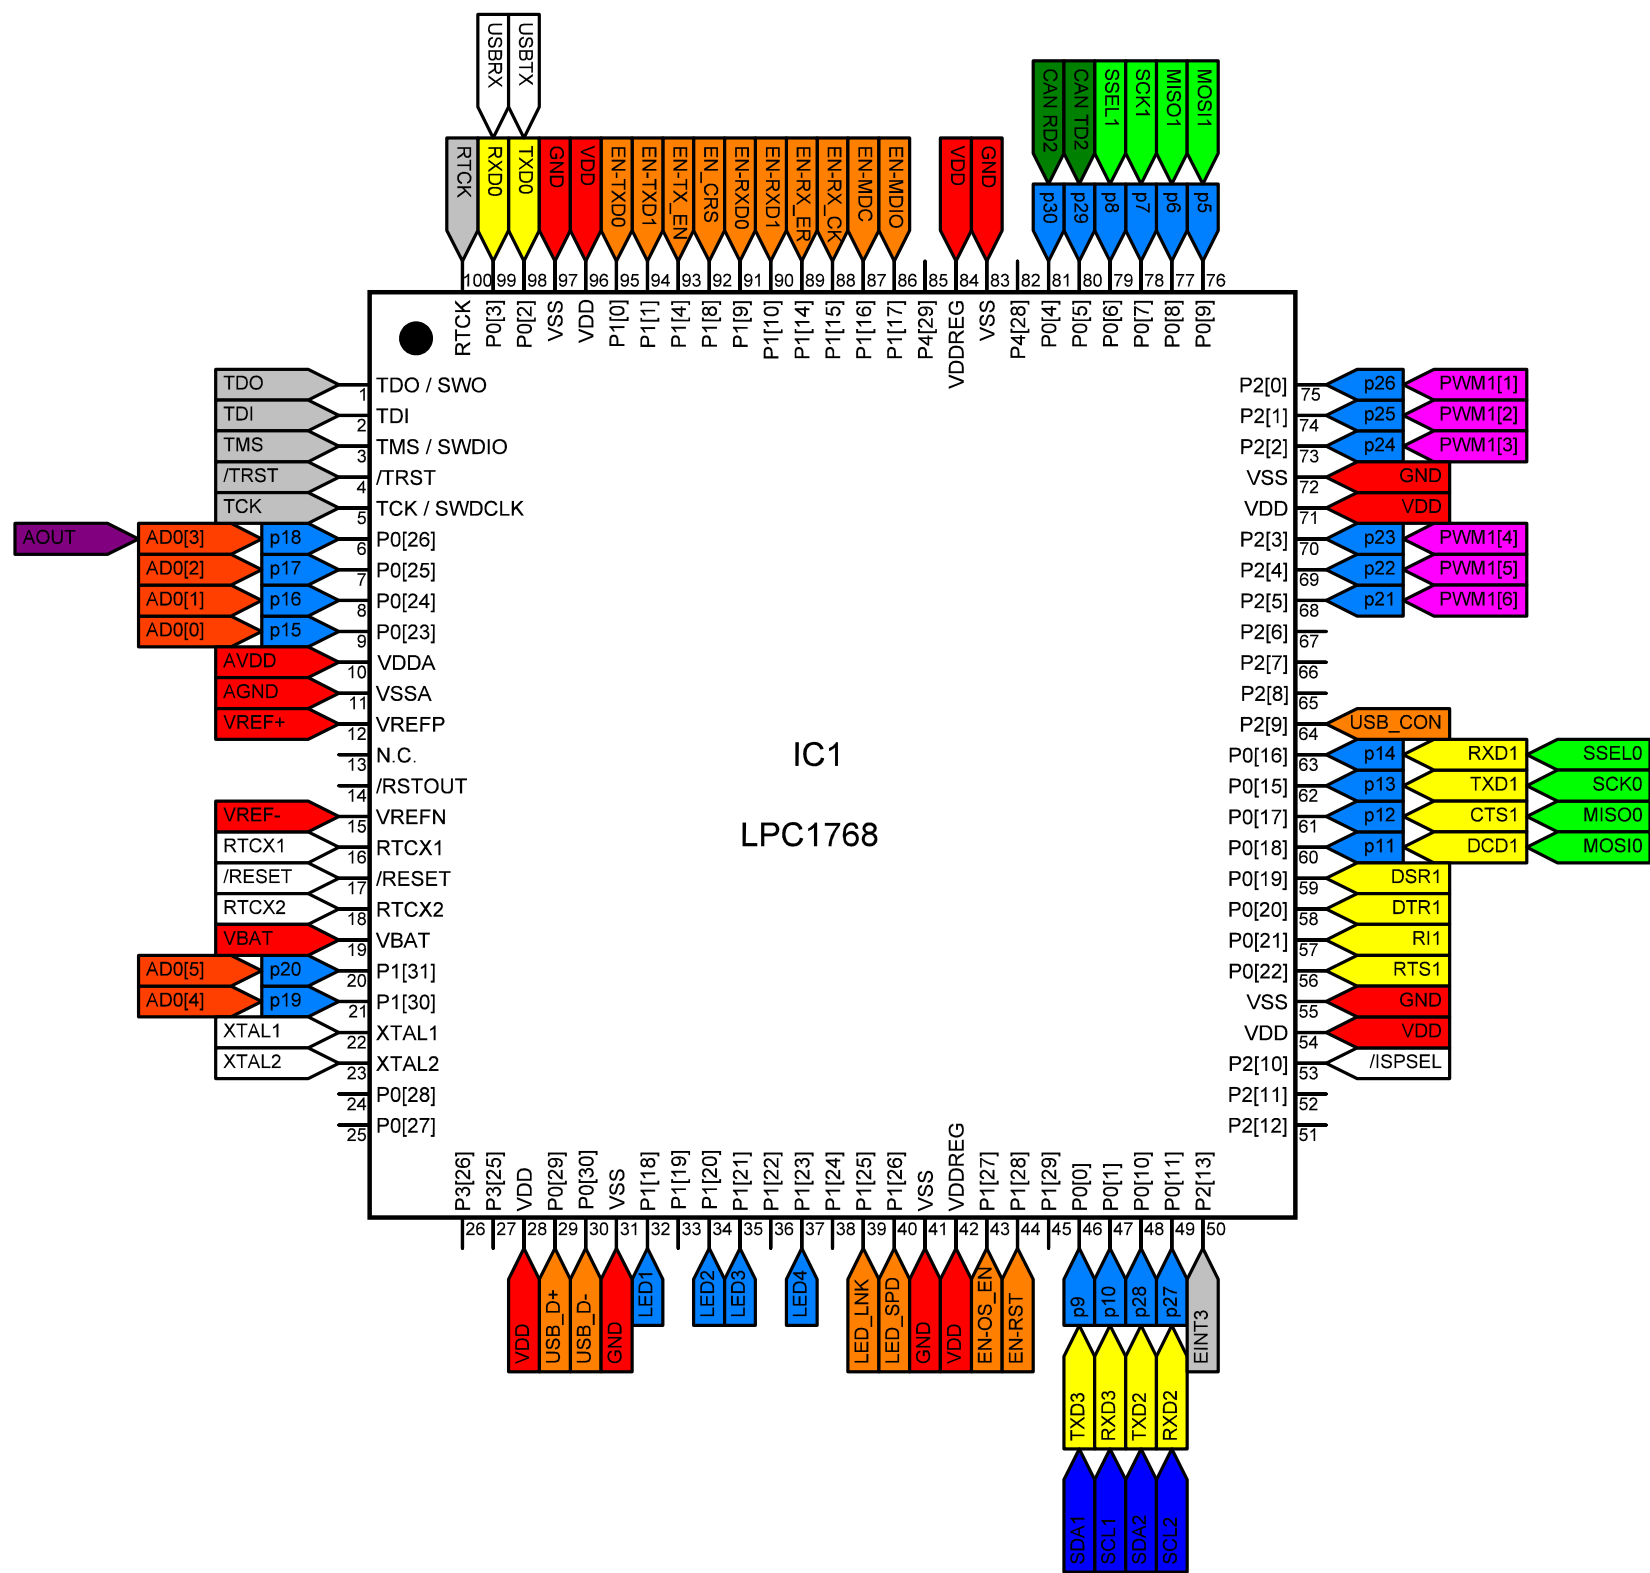 USBRX USBTX
CAN RD2 CAN TD2 SSEL1 SCK1 MISO1 MOSI1
RTCK RXD0 TXD0 GND VDD EN-TXD0 EN-TXD1 EN-TX_EN EN_CRS EN-RXD0 EN-RXD1 EN-RX_ER EN-RX_CK EN-MDC EN-MDIO VDD GND p30 p29 p8 p7 p6 p5
100 99 98 97 96 95 94 93 92 91 90 89 88 87 86 85 84 83 82 81 80 79 78 77 76
RTCK P0[3] P0[2] VSS VDD P1[0] P1[1] P1[4] P1[8] P1[9] P1[10] P1[14] P1[15] P1[16] P1[17] P4[29] VDDREG VSS P4[28] P0[4] P0[5] P0[6] P0[7] P0[8] P0[9]
TDO 1 TDO / SWO P2[0] 75 p26 PWM1[1]
TDI 2 TDI P2[1] 74 p25 PWM1[2]
TMS 3 TMS / SWDIO P2[2] 73 p24 PWM1[3]
/TRST 4 /TRST VSS 72 GND
TCK 5 TCK / SWDCLK VDD 71 VDD
AOUT AD0[3] p18 6 P0[26] P2[3] 70 p23 PWM1[4]
AD0[2] p17 7 P0[25] P2[4] 69 p22 PWM1[5]
AD0[1] p16 8 P0[24] P2[5] 68 p21 PWM1[6]
AD0[0] p15 9 P0[23] P2[6] 67
AVDD 10 VDDA P2[7] 66
AGND 11 VSSA P2[8] 65
VREF+ 12 VREFP P2[9] 64 USB_CON
13 N.C. IC1 P0[16] 63 p14 RXD1 SSEL0
14 /RSTOUT P0[15] 62 p13 TXD1 SCK0
VREF- 15 VREFN LPC1768 P0[17] 61 p12 CTS1 MISO0
RTCX1 16 RTCX1 P0[18] 60 p11 DCD1 MOSI0
/RESET 17 /RESET P0[19] 59 DSR1
RTCX2 18 RTCX2 P0[20] 58 DTR1
VBAT 19 VBAT P0[21] 57 RI1
AD0[5] p20 20 P1[31] P0[22] 56 RTS1
AD0[4] p19 21 P1[30] VSS 55 GND
XTAL1 22 XTAL1 VDD 54 VDD
XTAL2 23 XTAL2 P2[10] 53 /ISPSEL
24 P0[28] P2[11] 52
25 P0[27] P2[12] 51
P3[26] P3[25] VDD P0[29] P0[30] VSS P1[18] P1[19] P1[20] P1[21] P1[22] P1[23] P1[24] P1[25] P1[26] VSS VDDREG P1[27] P1[28] P1[29] P0[0] P0[1] P0[10] P0[11] P2[13]
26 27 28 29 30 31 32 33 34 35 36 37 38 39 40 41 42 43 44 45 46 47 48 49 50
VDD USB_D+ USB_D- GND LED1 LED2 LED3 LED4 LED_LNK LED_SPD GND VDD EN-OS_EN EN-RST p9 p10 p28 p27 EINT3
TXD3 RXD3 TXD2 RXD2
SDA1 SCL1 SDA2 SCL2